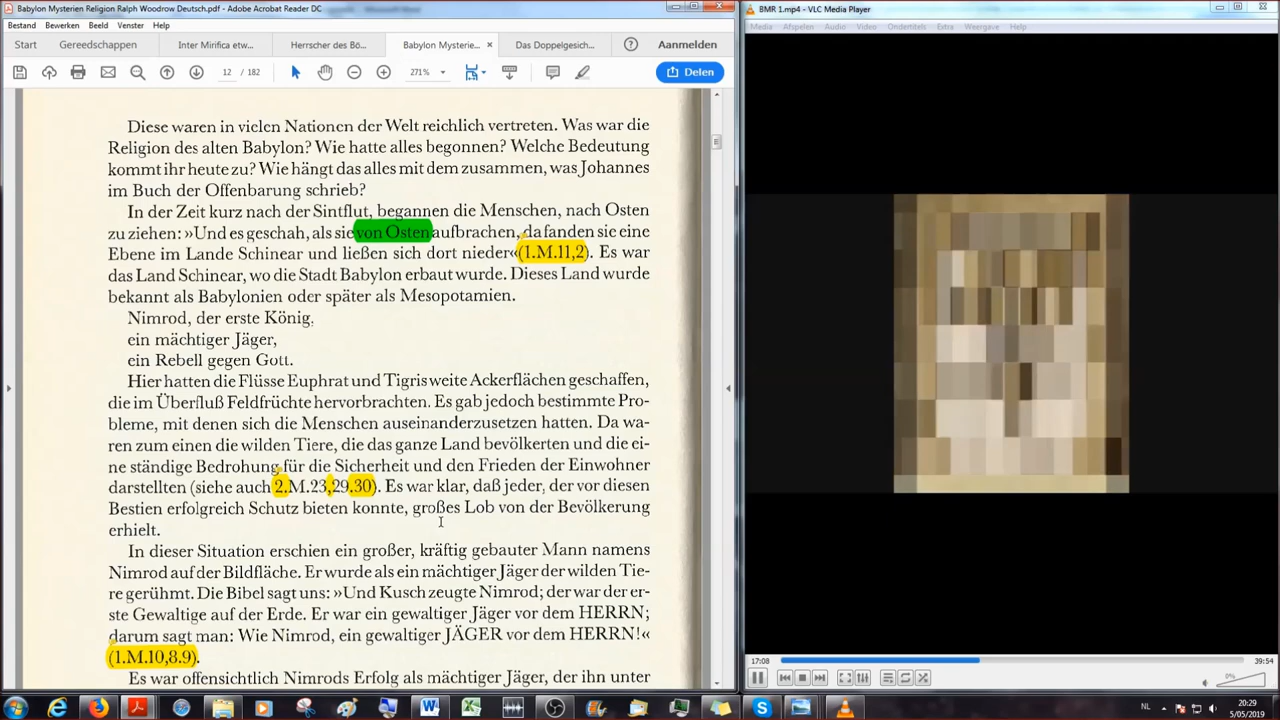 Babylon Mysterien Religion Ralph Woodrow Deutsch.pdf - Adobe Acrobat Reader DC
Bestand Bewerken Beeld Venster Help
Start Gereedschappen Inter Mirifica etw... Herrscher des Bö... Babylon Mysterie... × Das Doppelgesich... Aanmelden
12 / 182 271% Delen
Diese waren in vielen Nationen der Welt reichlich vertreten. Was war die
Religion des alten Babylon? Wie hatte alles begonnen? Welche Bedeutung
kommt ihr heute zu? Wie hängt das alles mit dem zusammen, was Johannes
im Buch der Offenbarung schrieb?
In der Zeit kurz nach der Sintflut, begannen die Menschen, nach Osten
zu ziehen: »Und es geschah, als sie von Osten aufbrachen, da fanden sie eine
Ebene im Lande Schinear und ließen sich dort nieder« (1.M.11,2). Es war
das Land Schinear, wo die Stadt Babylon erbaut wurde. Dieses Land wurde
bekannt als Babylonien oder später als Mesopotamien.
Nimrod, der erste König,
ein mächtiger Jäger,
ein Rebell gegen Gott.
Hier hatten die Flüsse Euphrat und Tigris weite Ackerflächen geschaffen,
die im Überfluß Feldfrüchte hervorbrachten. Es gab jedoch bestimmte Pro-
bleme, mit denen sich die Menschen auseinanderzusetzen hatten. Da wa-
ren zum einen die wilden Tiere, die das ganze Land bevölkerten und die ei-
ne ständige Bedrohung für die Sicherheit und den Frieden der Einwohner
darstellten (siehe auch 2.M.23,29.30). Es war klar, daß jeder, der vor diesen
Bestien erfolgreich Schutz bieten konnte, großes Lob von der Bevölkerung
erhielt.
In dieser Situation erschien ein großer, kräftig gebauter Mann namens
Nimrod auf der Bildfläche. Er wurde als ein mächtiger Jäger der wilden Tie-
re gerühmt. Die Bibel sagt uns: »Und Kusch zeugte Nimrod; der war der er-
ste Gewaltige auf der Erde. Er war ein gewaltiger Jäger vor dem HERRN;
darum sagt man: Wie Nimrod, ein gewaltiger JÄGER vor dem HERRN!«
(1.M.10,8.9).
Es war offensichtlich Nimrods Erfolg als mächtiger Jäger, der ihn unter
BMR 1.mp4 - VLC Media Player
Media Afspelen Audio Video Ondertitels Extra Weergave Help
17:08 39:54
0%
NL 20:29
5/05/2019